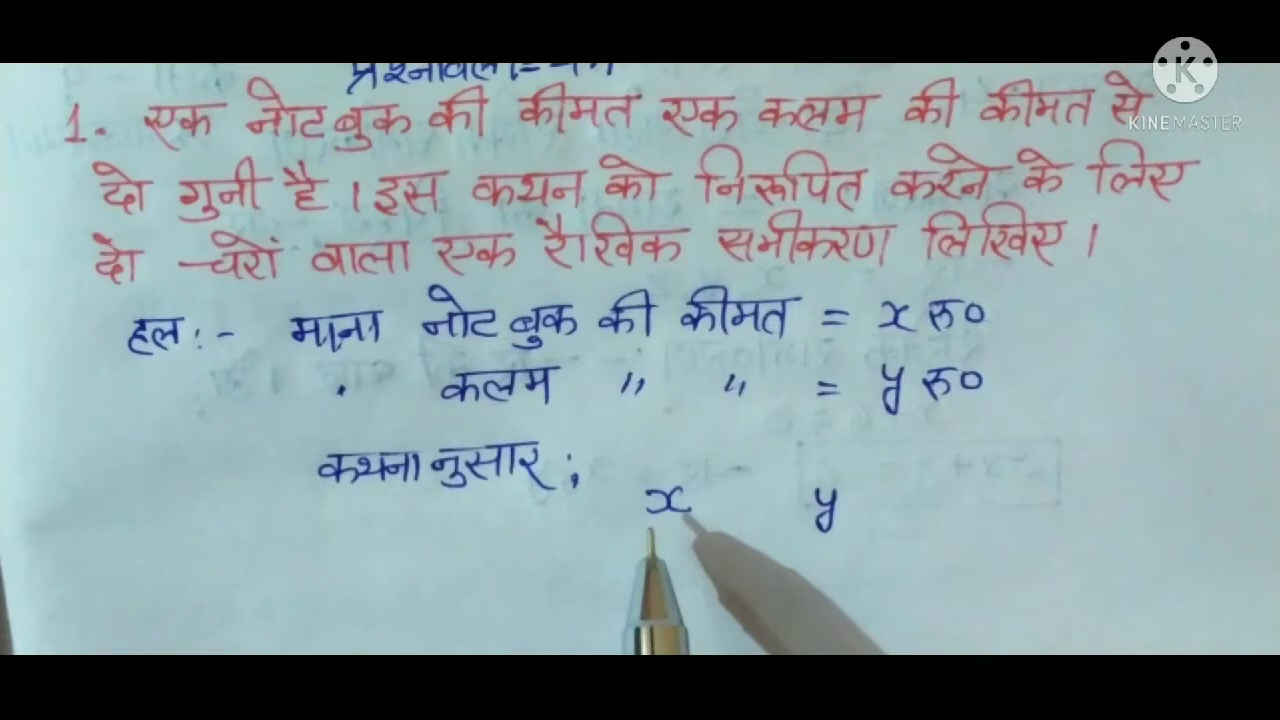 K
KINEMASTER
1. एक नोटबुक की कीमत एक कलम की कीमत से
दो गुनी है । इस कथन को निरूपित करने के लिए
दो चरों वाला एक रैखिक समीकरण लिखिए ।
हल :- माना नोटबुक की कीमत = x रु०
कलम " " = y रु०
कथनानुसार ;
x y